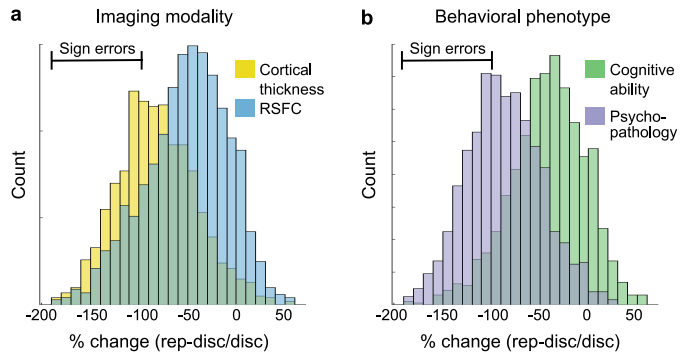 a
Imaging modality
Sign errors
Cortical
thickness
RSFC
Count
-200
-150
-100
-50
0
50
% change (rep-disc/disc)
b
Behavioral phenotype
Sign errors
Cognitive
ability
Psycho-
pathology
Count
-200
-150
-100
-50
0
50
% change (rep-disc/disc)